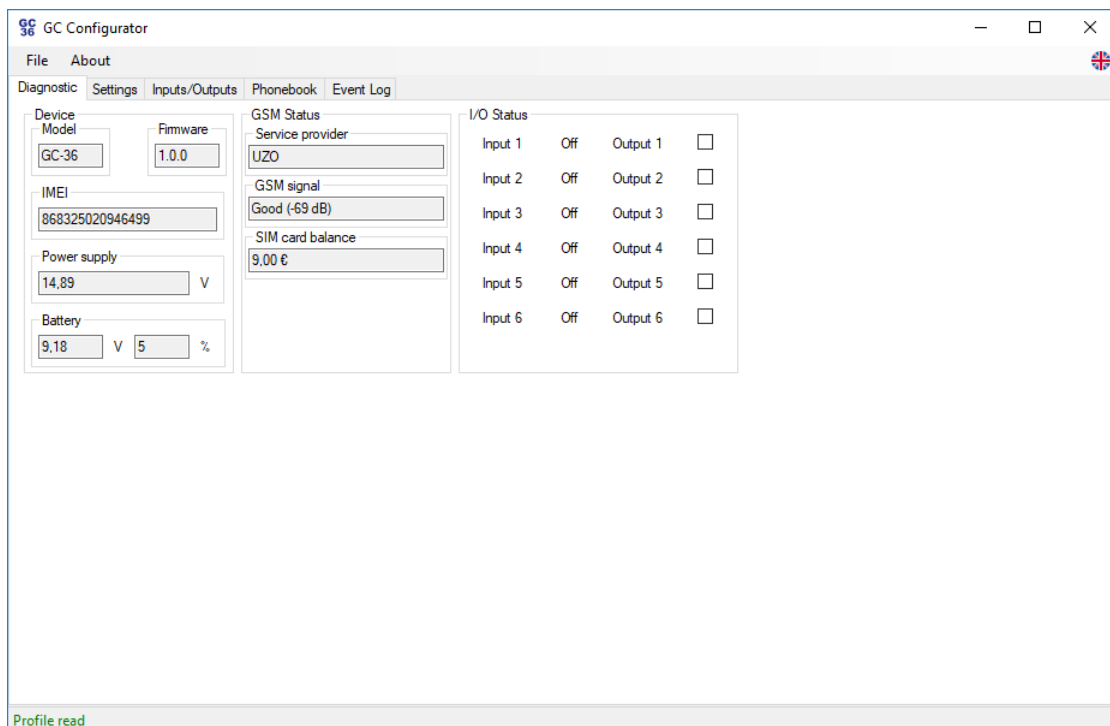 GC 36 GC Configurator
File About
Diagnostic Settings Inputs/Outputs Phonebook Event Log
Device
Model Firmware
GC-36 1.0.0
IMEI
868325020946499
Power supply
14,89 V
Battery
9,18 V 5 %
GSM Status
Service provider
UZO
GSM signal
Good (-69 dB)
SIM card balance
9,00 €
I/O Status
Input 1 Off Output 1
Input 2 Off Output 2
Input 3 Off Output 3
Input 4 Off Output 4
Input 5 Off Output 5
Input 6 Off Output 6
Profile read